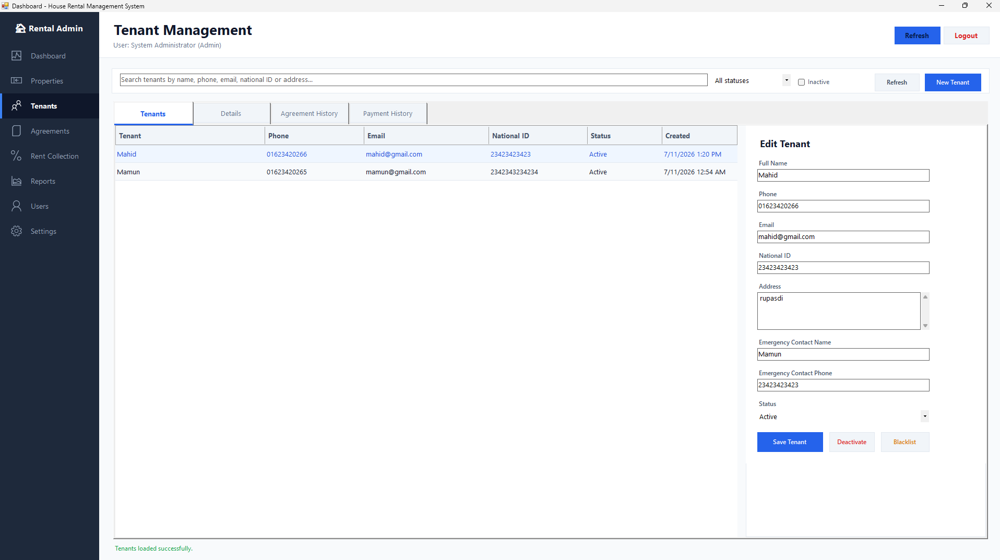 Dashboard - House Rental Management System
Rental Admin
Dashboard
Properties
Tenants
Agreements
Rent Collection
Reports
Users
Settings
Tenant Management
User: System Administrator (Admin)
Refresh
Logout
Search tenants by name, phone, email, national ID or address...
All statuses
Inactive
Refresh
New Tenant
Tenants Details Agreement History Payment History
Tenant Phone Email National ID Status Created
Mahid 01623420266 mahid@gmail.com 23423423423 Active 7/11/2026 1:20 PM
Mamun 01623420265 mamun@gmail.com 2342343234234 Active 7/11/2026 12:54 AM
Edit Tenant
Full Name
Mahid
Phone
01623420266
Email
mahid@gmail.com
National ID
23423423423
Address
rupasdi
Emergency Contact Name
Mamun
Emergency Contact Phone
23423423423
Status
Active
Save Tenant Deactivate Blacklist
Tenants loaded successfully.